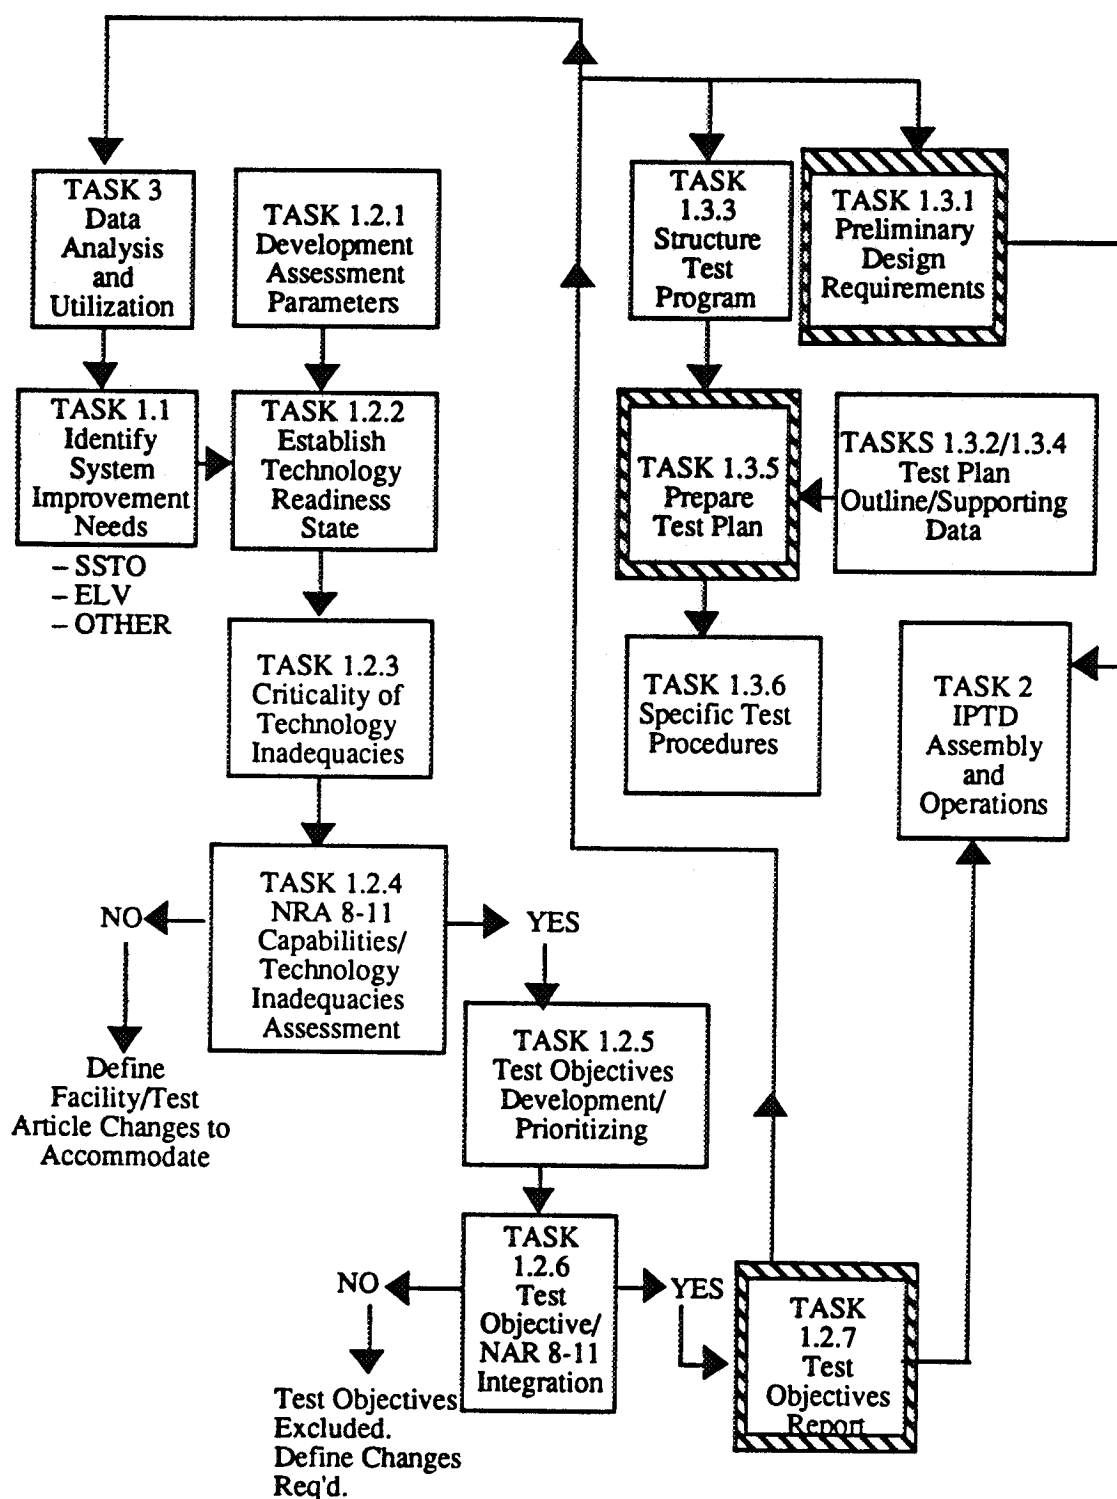 TASK 3
Data
Analysis
and
Utilization
TASK 1.2.1
Development
Assessment
Parameters
TASK
1.3.3
Structure
Test
Program
TASK 1.3.1
Preliminary
Design
Requirements
TASK 1.1
Identify
System
Improvement
Needs
– SSTO
– ELV
– OTHER
TASK 1.2.2
Establish
Technology
Readiness
State
TASK 1.3.5
Prepare
Test Plan
TASKS 1.3.2/1.3.4
Test Plan
Outline/Supporting
Data
TASK 1.2.3
Criticality of
Technology
Inadequacies
TASK 1.3.6
Specific Test
Procedures
TASK 2
IPTD
Assembly
and
Operations
TASK 1.2.4
NRA 8-11
Capabilities/
Technology
Inadequacies
Assessment
NO
YES
Define
Facility/Test
Article Changes to
Accommodate
TASK 1.2.5
Test Objectives
Development/
Prioritizing
TASK
1.2.6
Test
Objective/
NAR 8-11
Integration
NO
YES
Test Objectives
Excluded.
Define Changes
Req'd.
TASK
1.2.7
Test
Objectives
Report